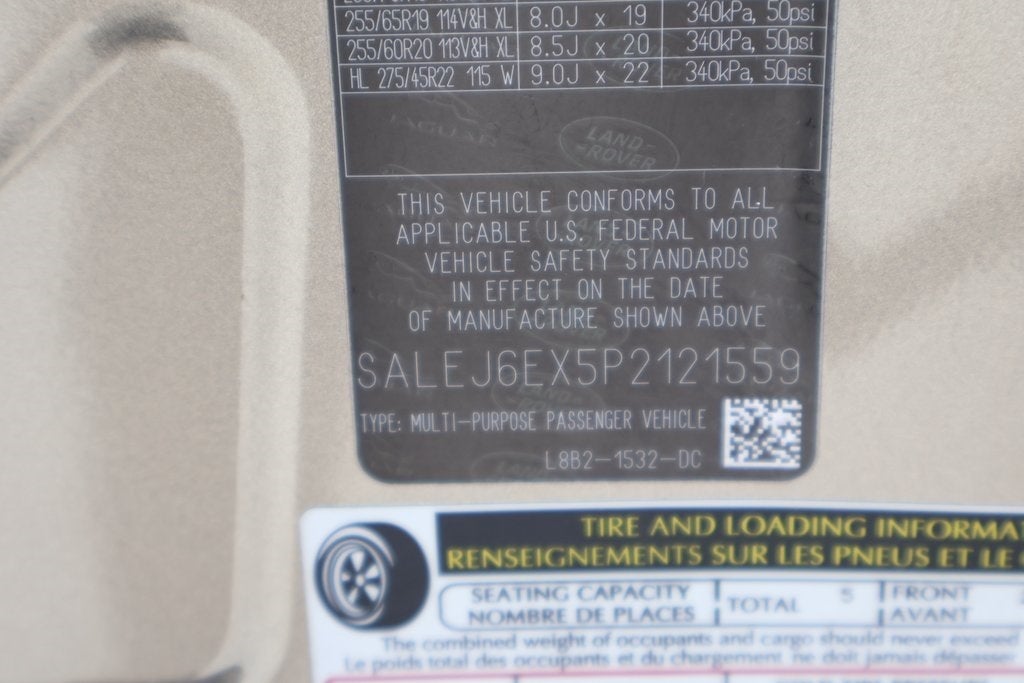 255/65R19 114V&H XL 8.0J x 19 340kPa, 50psi
255/60R20 113V&H XL 8.5J x 20 340kPa, 50psi
HL 275/45R22 115 W 9.0J x 22 340kPa, 50psi
JAGUAR
LAND-
ROVER
THIS VEHICLE CONFORMS TO ALL
APPLICABLE U.S. FEDERAL MOTOR
VEHICLE SAFETY STANDARDS
IN EFFECT ON THE DATE
OF MANUFACTURE SHOWN ABOVE
SALEJ6EX5P2121559
TYPE: MULTI-PURPOSE PASSENGER VEHICLE
L8B2-1532-DC
TIRE AND LOADING INFORMA
RENSEIGNEMENTS SUR LES PNEUS ET LE
SEATING CAPACITY TOTAL 5 FRONT
NOMBRE DE PLACES AVANT
The combined weight of occupants and cargo should never exceed
Le poids total des occupants et du chargement ne doit jamais dépasser